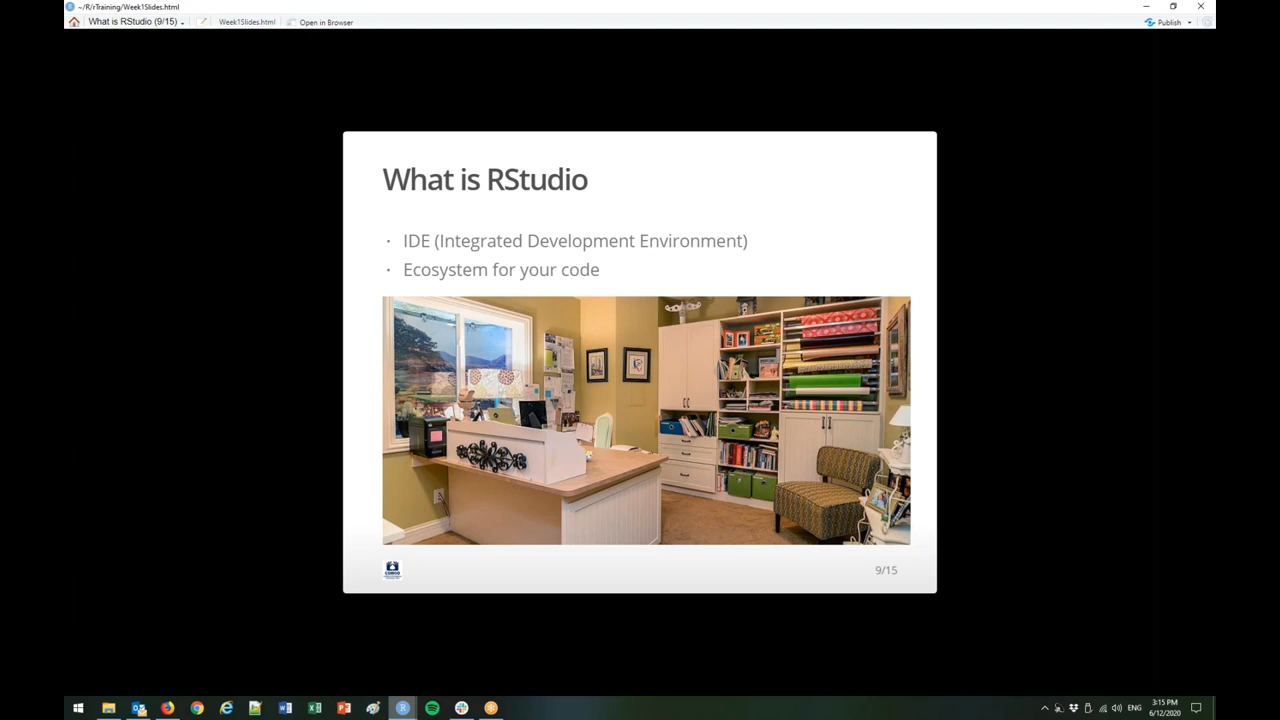 ~/R/rTraining/Week1Slides.html
What is RStudio (9/15)
Week1Slides.html
Open in Browser
Publish
What is RStudio
· IDE (Integrated Development Environment)
· Ecosystem for your code
9/15
ENG
3:15 PM
6/12/2020